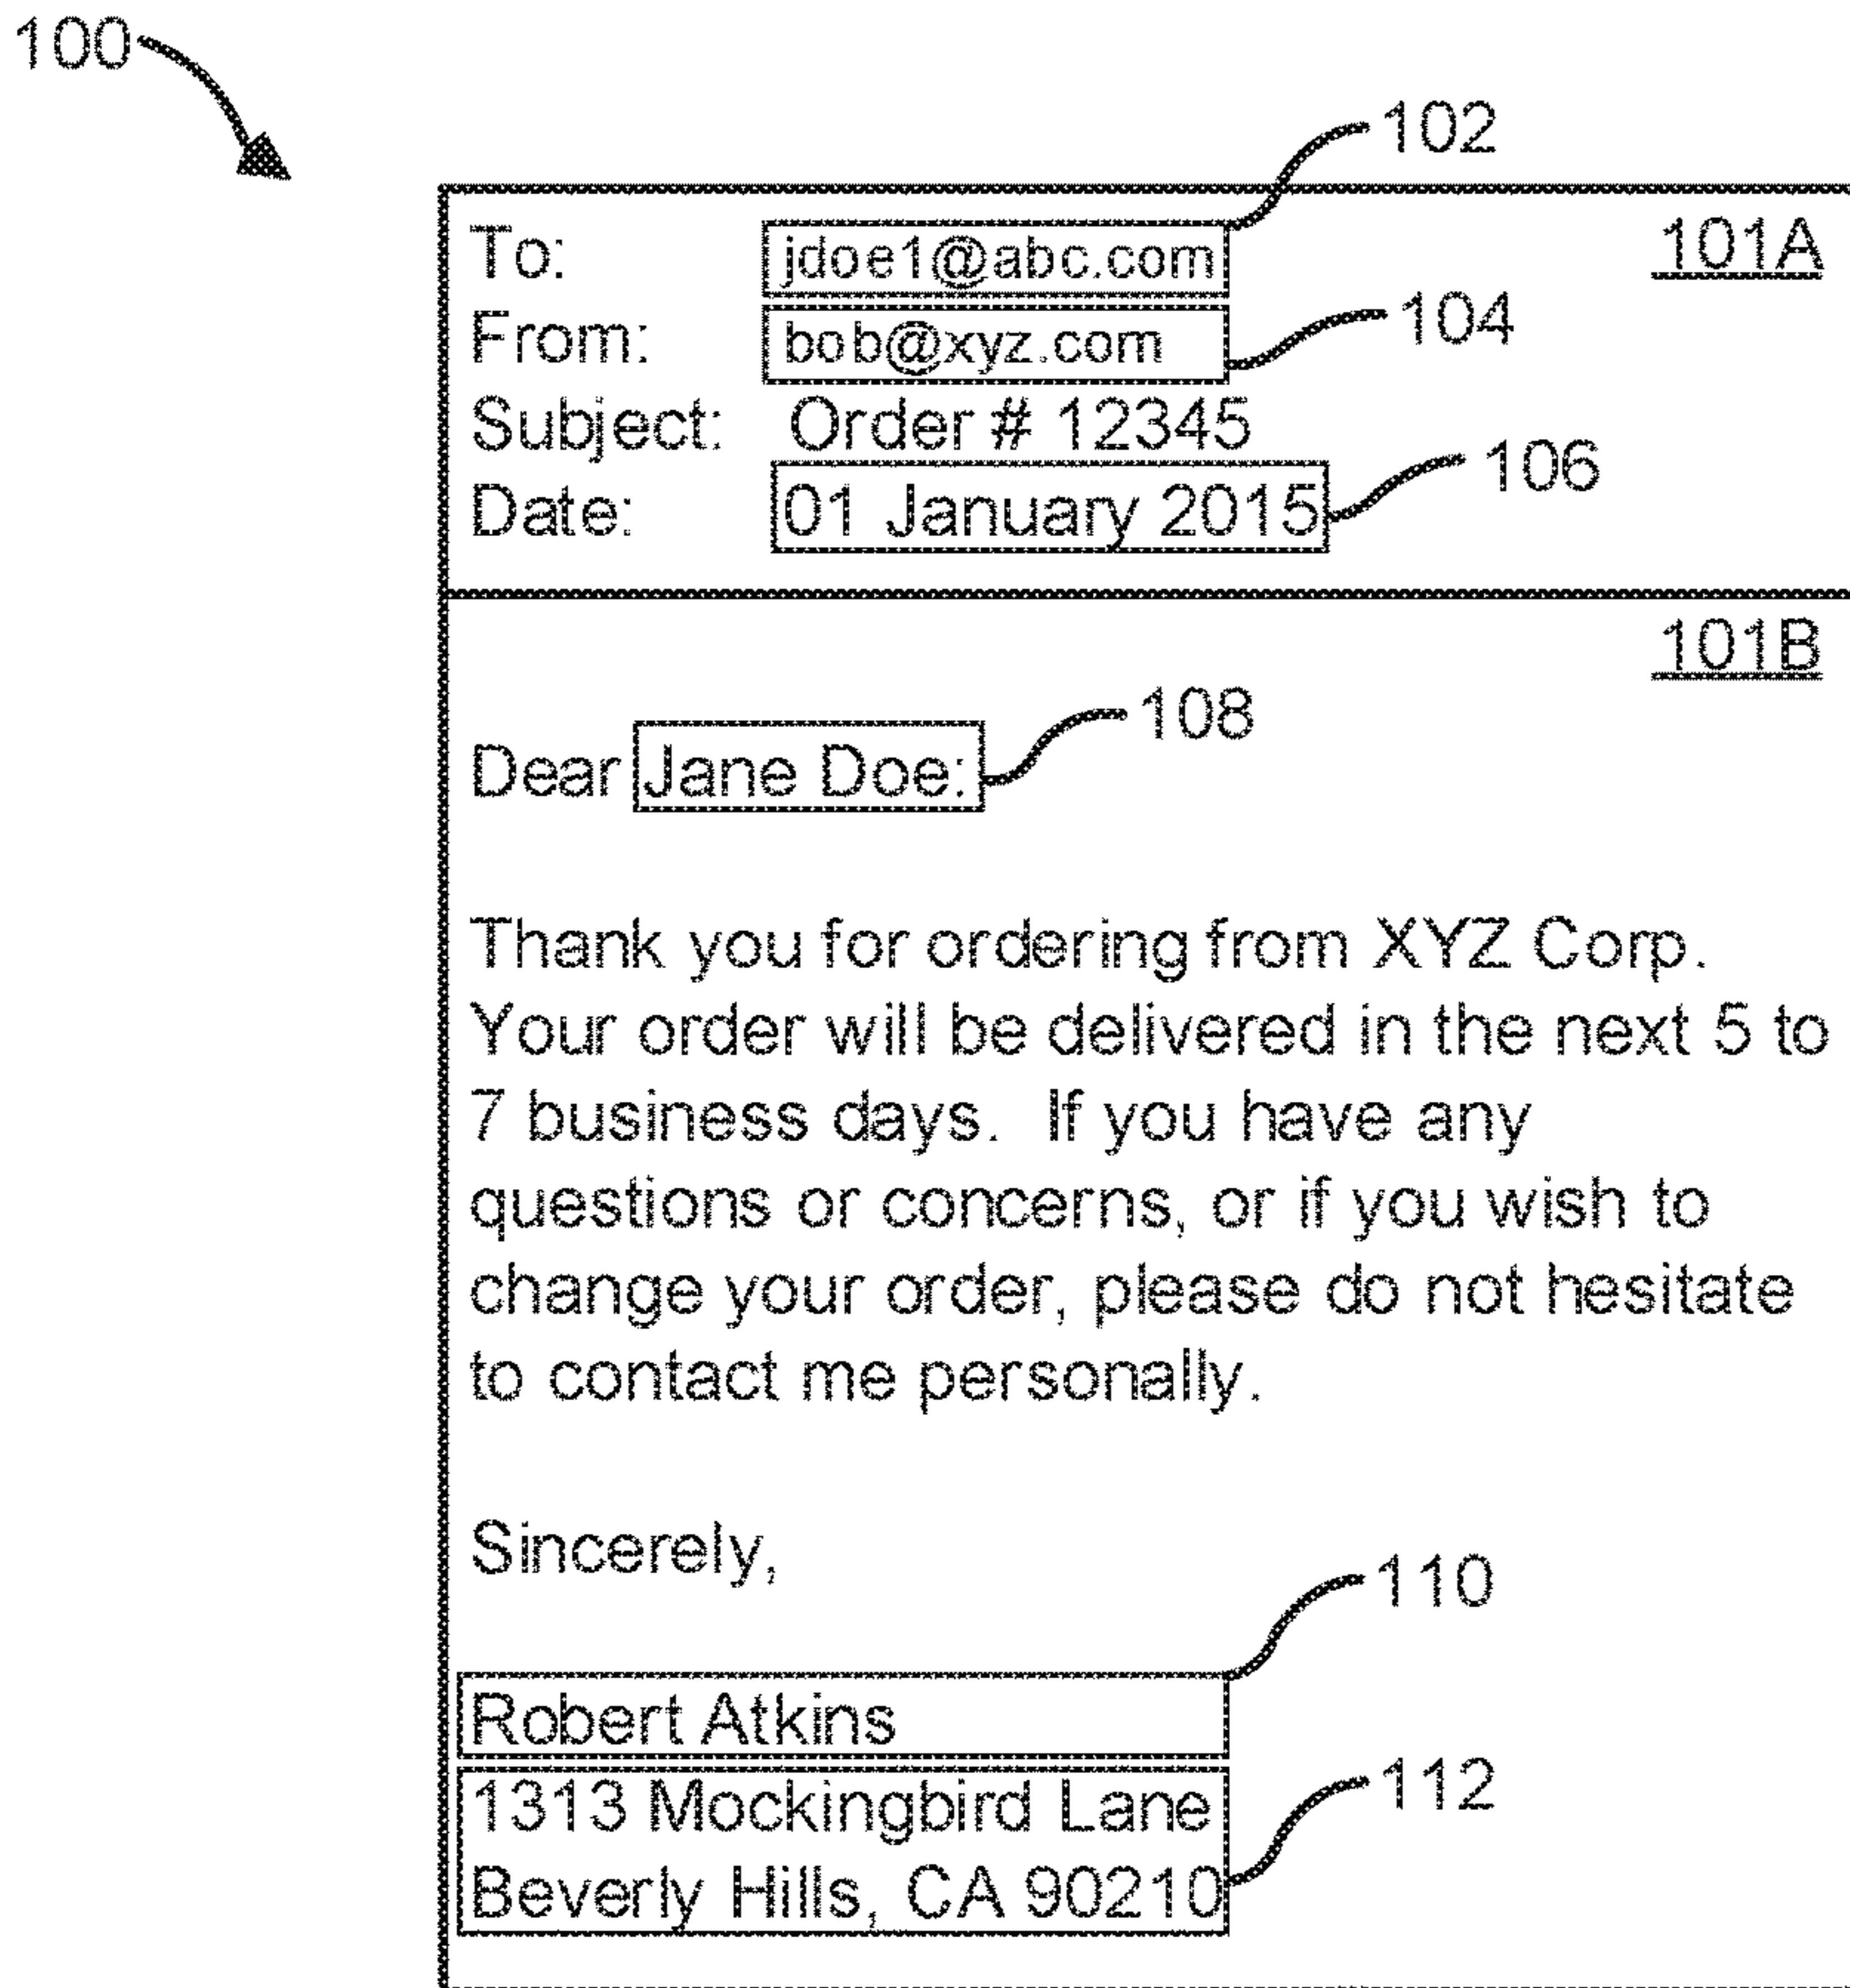 100
102
To: jdoe1@abc.com 101A
From: bob@xyz.com 104
Subject: Order # 12345
Date: 01 January 2015 106
101B
Dear Jane Doe: 108
Thank you for ordering from XYZ Corp.
Your order will be delivered in the next 5 to
7 business days. If you have any
questions or concerns, or if you wish to
change your order, please do not hesitate
to contact me personally.
Sincerely,
110
Robert Atkins
1313 Mockingbird Lane 112
Beverly Hills, CA 90210